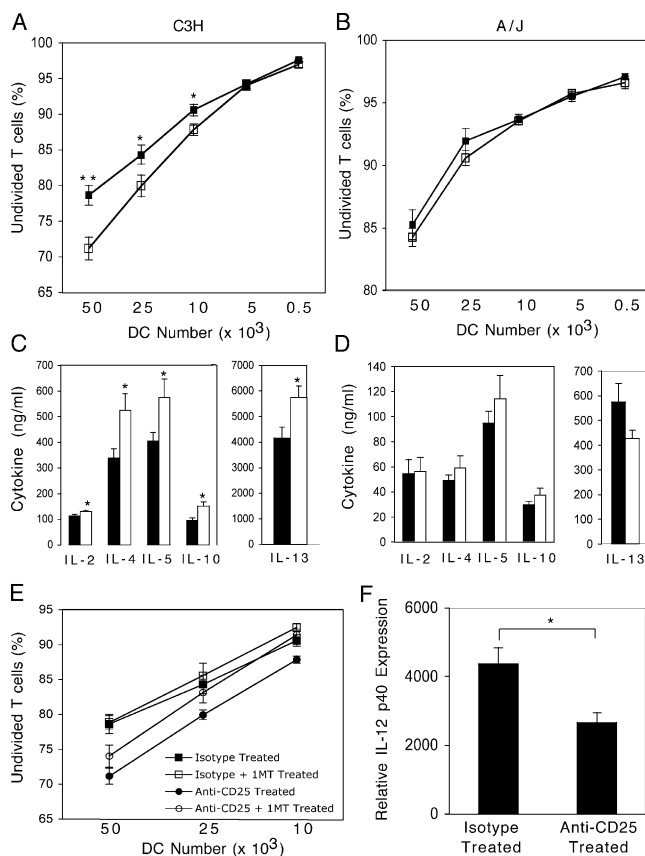 A
C3H
Undivided T cells (%)
100
95
90
85
80
75
70
65
**
*
*
50 25 10 5 0.5
DC Number (x 10³)
B
A/J
Undivided T cells (%)
100
95
90
85
80
50 25 10 5 0.5
DC Number (x 10³)
C
Cytokine (ng/ml)
700
600
500
400
300
200
100
0
*
*
*
*
IL-2 IL-4 IL-5 IL-10
7000
6000
5000
4000
3000
2000
1000
0
*
IL-13
D
Cytokine (ng/ml)
140
120
100
80
60
40
20
0
IL-2 IL-4 IL-5 IL-10
700
600
500
400
300
200
100
0
IL-13
E
Undivided T cells (%)
95
90
85
80
75
70
65
Isotype Treated
Isotype + 1MT Treated
Anti-CD25 Treated
Anti-CD25 + 1MT Treated
50 25 10
DC Number (x 10³)
F
Relative IL-12 p40 Expression
6000
4000
2000
0
*
Isotype
Treated
Anti-CD25
Treated